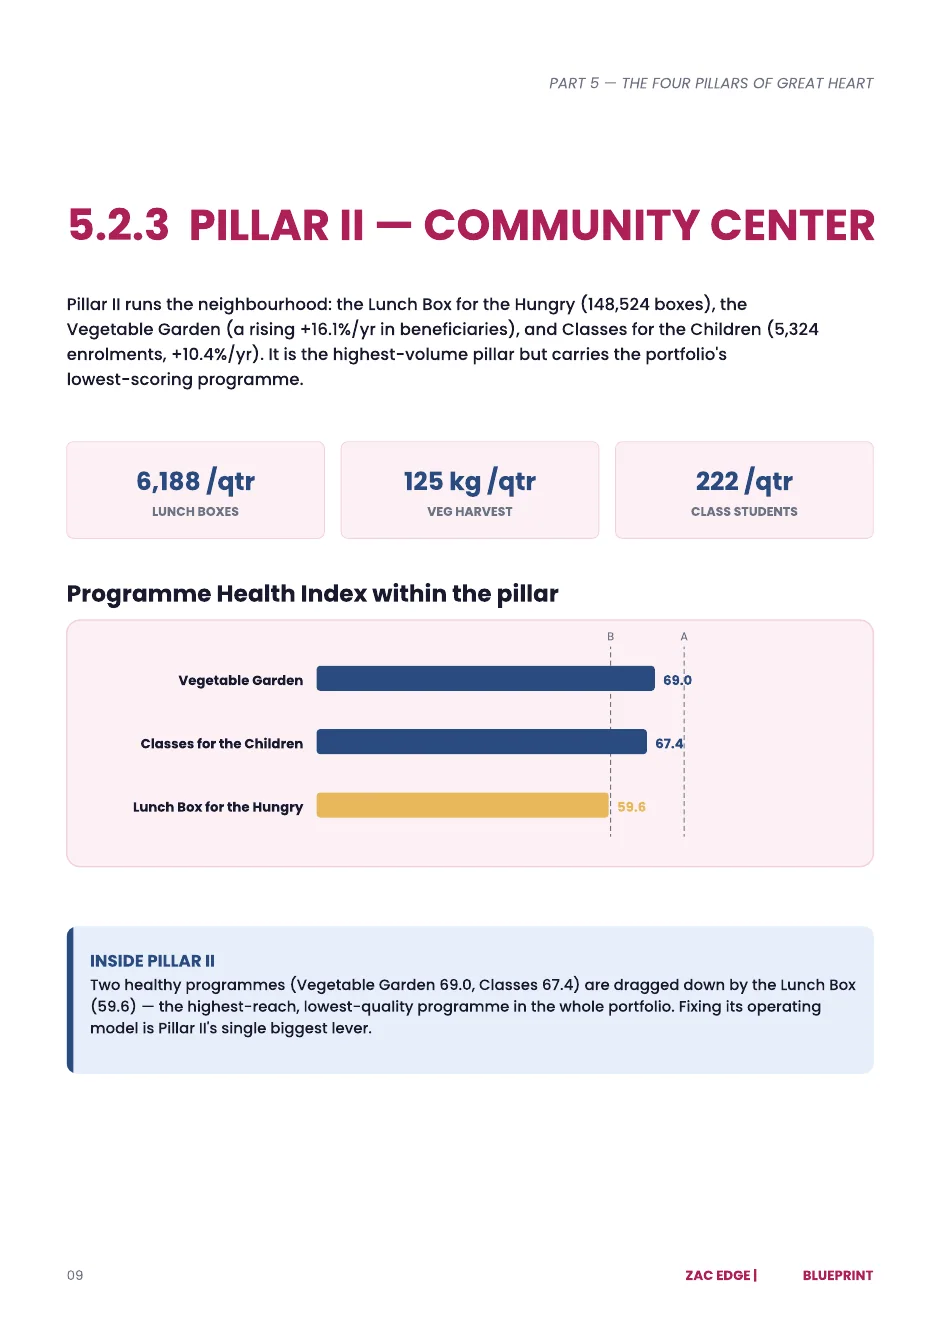 PART 5 — THE FOUR PILLARS OF GREAT HEART
5.2.3 PILLAR II — COMMUNITY CENTER
Pillar II runs the neighbourhood: the Lunch Box for the Hungry (148,524 boxes), the
Vegetable Garden (a rising +16.1%/yr in beneficiaries), and Classes for the Children (5,324
enrolments, +10.4%/yr). It is the highest-volume pillar but carries the portfolio's
lowest-scoring programme.
6,188 /qtr
LUNCH BOXES
125 kg /qtr
VEG HARVEST
222 /qtr
CLASS STUDENTS
Programme Health Index within the pillar
B
A
Vegetable Garden
69.0
Classes for the Children
67.4
Lunch Box for the Hungry
59.6
INSIDE PILLAR II
Two healthy programmes (Vegetable Garden 69.0, Classes 67.4) are dragged down by the Lunch Box
(59.6) — the highest-reach, lowest-quality programme in the whole portfolio. Fixing its operating
model is Pillar II's single biggest lever.
09
ZAC EDGE | BLUEPRINT